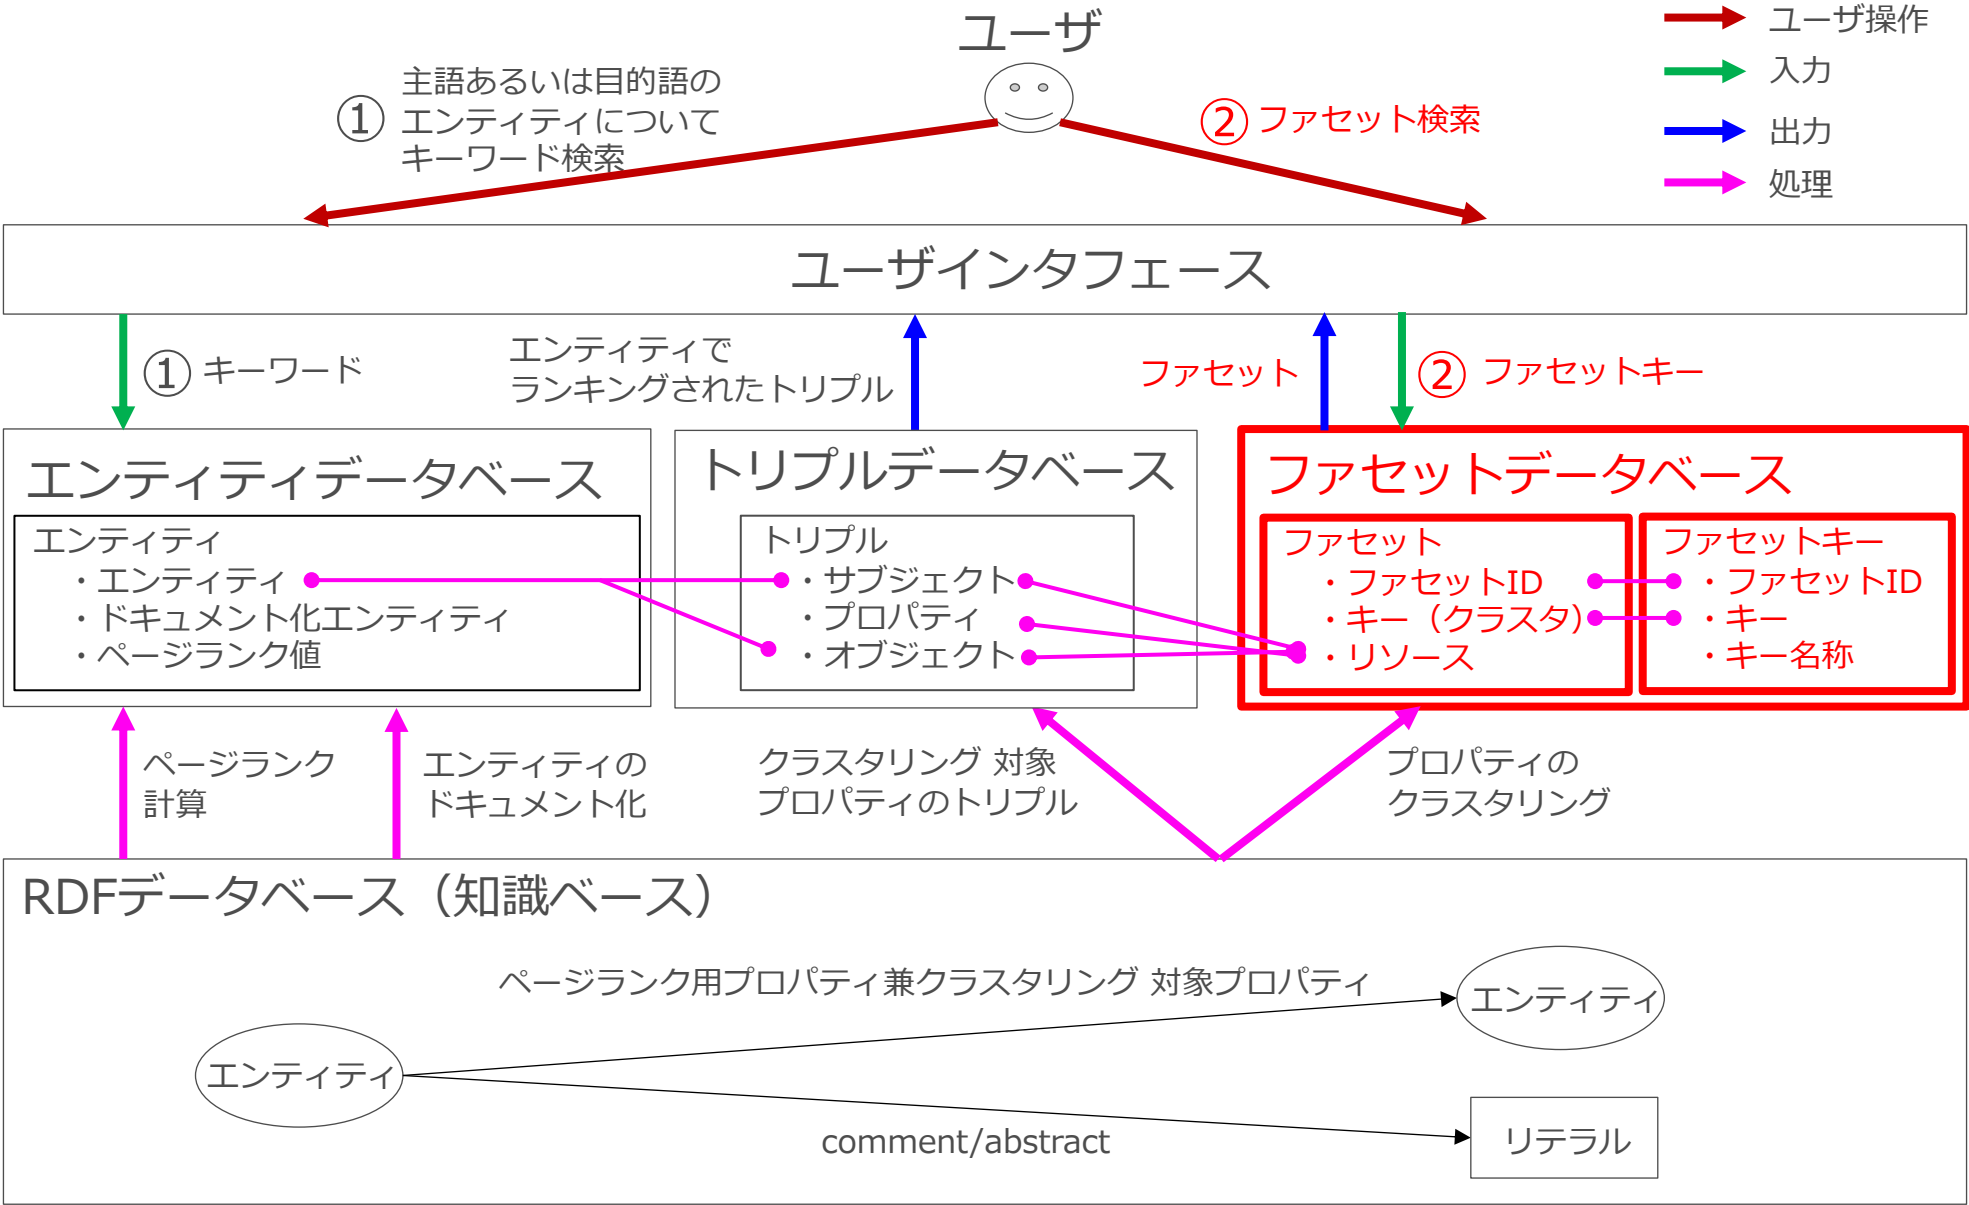 ユーザ
ユーザ操作
入力
出力
処理
①
主語あるいは目的語の
エンティティについて
キーワード検索
② ファセット検索
ユーザインタフェース
① キーワード
エンティティで
ランキングされたトリプル
ファセット
② ファセットキー
エンティティデータベース
エンティティ
・エンティティ
・ドキュメント化エンティティ
・ページランク値
トリプルデータベース
トリプル
・サブジェクト
・プロパティ
・オブジェクト
ファセットデータベース
ファセット
・ファセットID
・キー（クラスタ）
・リソース
ファセットキー
・ファセットID
・キー
・キー名称
ページランク
計算
エンティティの
ドキュメント化
クラスタリング 対象
プロパティのトリプル
プロパティの
クラスタリング
RDFデータベース（知識ベース）
ページランク用プロパティ兼クラスタリング 対象プロパティ
エンティティ
エンティティ
comment/abstract
リテラル